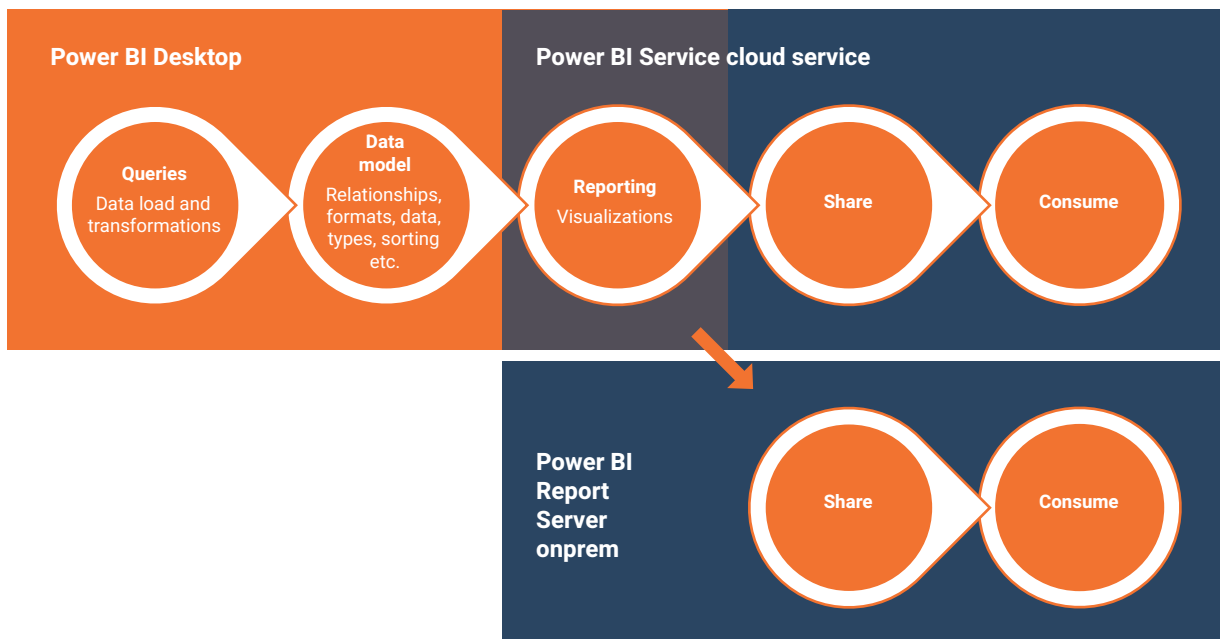 Power BI Desktop
Power BI Service cloud service
Queries
Data load and
transformations
Data
model
Relationships,
formats, data,
types, sorting
etc.
Reporting
Visualizations
Share
Consume
Power BI
Report
Server
onprem
Share
Consume